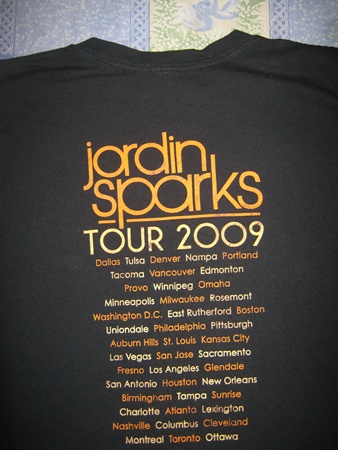 jordin
sparks
TOUR 2009
Dallas Tulsa Denver Nampa Portland
Tacoma Vancouver Edmonton
Provo Winnipeg Omaha
Minneapolis Milwaukee Rosemont
Washington D.C. East Rutherford Boston
Uniondale Philadelphia Pittsburgh
Auburn Hills St. Louis Kansas City
Las Vegas San Jose Sacramento
Fresno Los Angeles Glendale
San Antonio Houston New Orleans
Birmingham Tampa Sunrise
Charlotte Atlanta Lexington
Nashville Columbus Cleveland
Montreal Toronto Ottawa